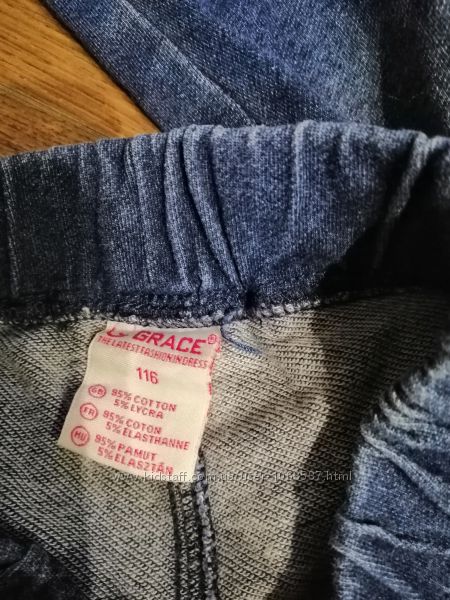 GRACE®
THE LATEST FASHION IN DRESS
116
GB 95% COTTON
5% LYCRA
FR 95% COTON
5% ELASTHANNE
HU 95% PAMUT
5% ELASZTÁN